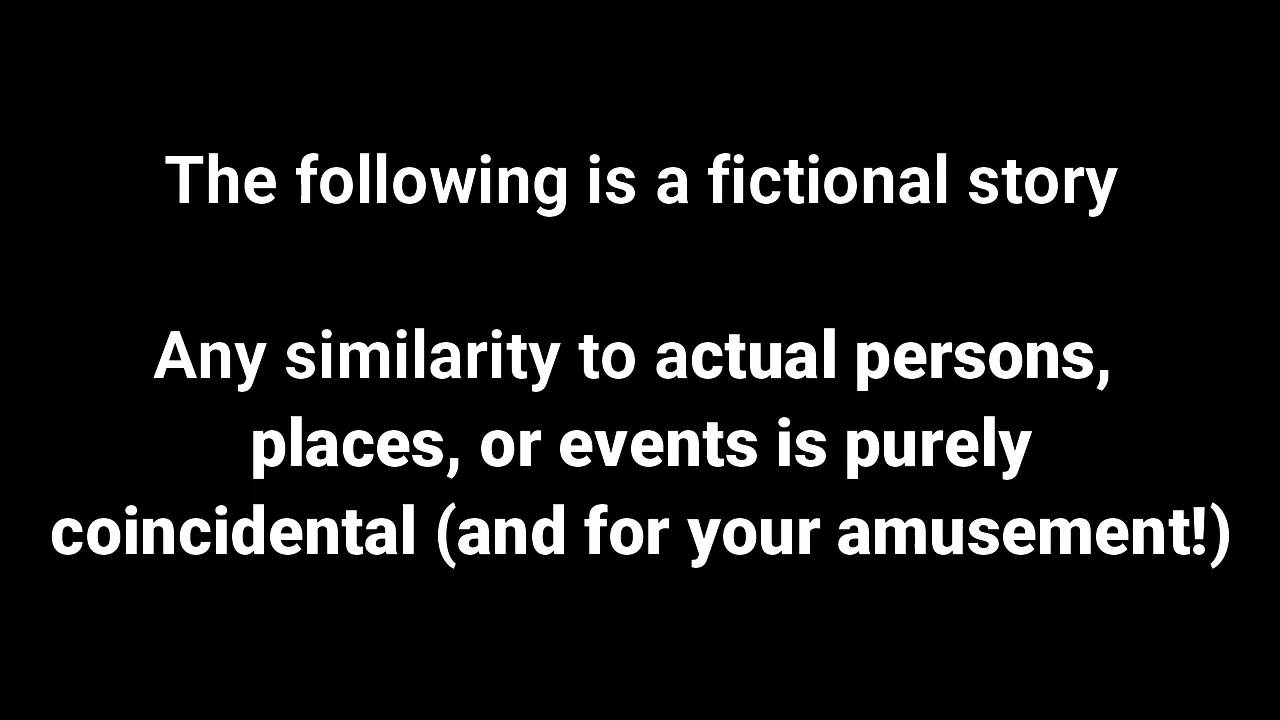 The following is a fictional story
Any similarity to actual persons,
places, or events is purely
coincidental (and for your amusement!)